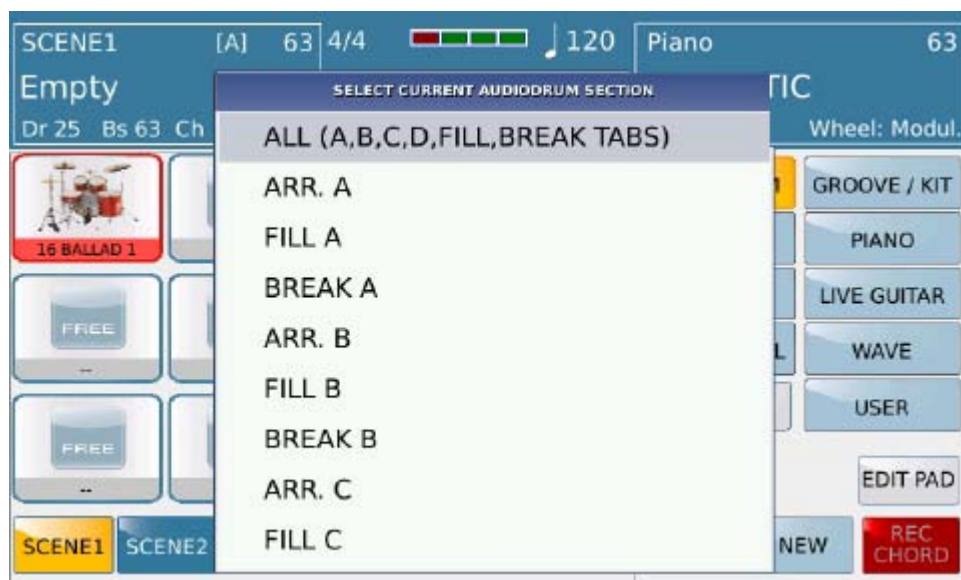 SCENE1 [A] 63 4/4 120 Piano 63
Empty TIC
Dr 25 Bs 63 Ch Wheel: Modul.
SELECT CURRENT AUDIODRUM SECTION
ALL (A,B,C,D,FILL,BREAK TABS)
ARR. A
FILL A
BREAK A
ARR. B
FILL B
BREAK B
ARR. C
FILL C
16 BALLAD 1
FREE
--
FREE
--
GROOVE / KIT
PIANO
LIVE GUITAR
L WAVE
USER
EDIT PAD
SCENE1 SCENE2 NEW REC CHORD